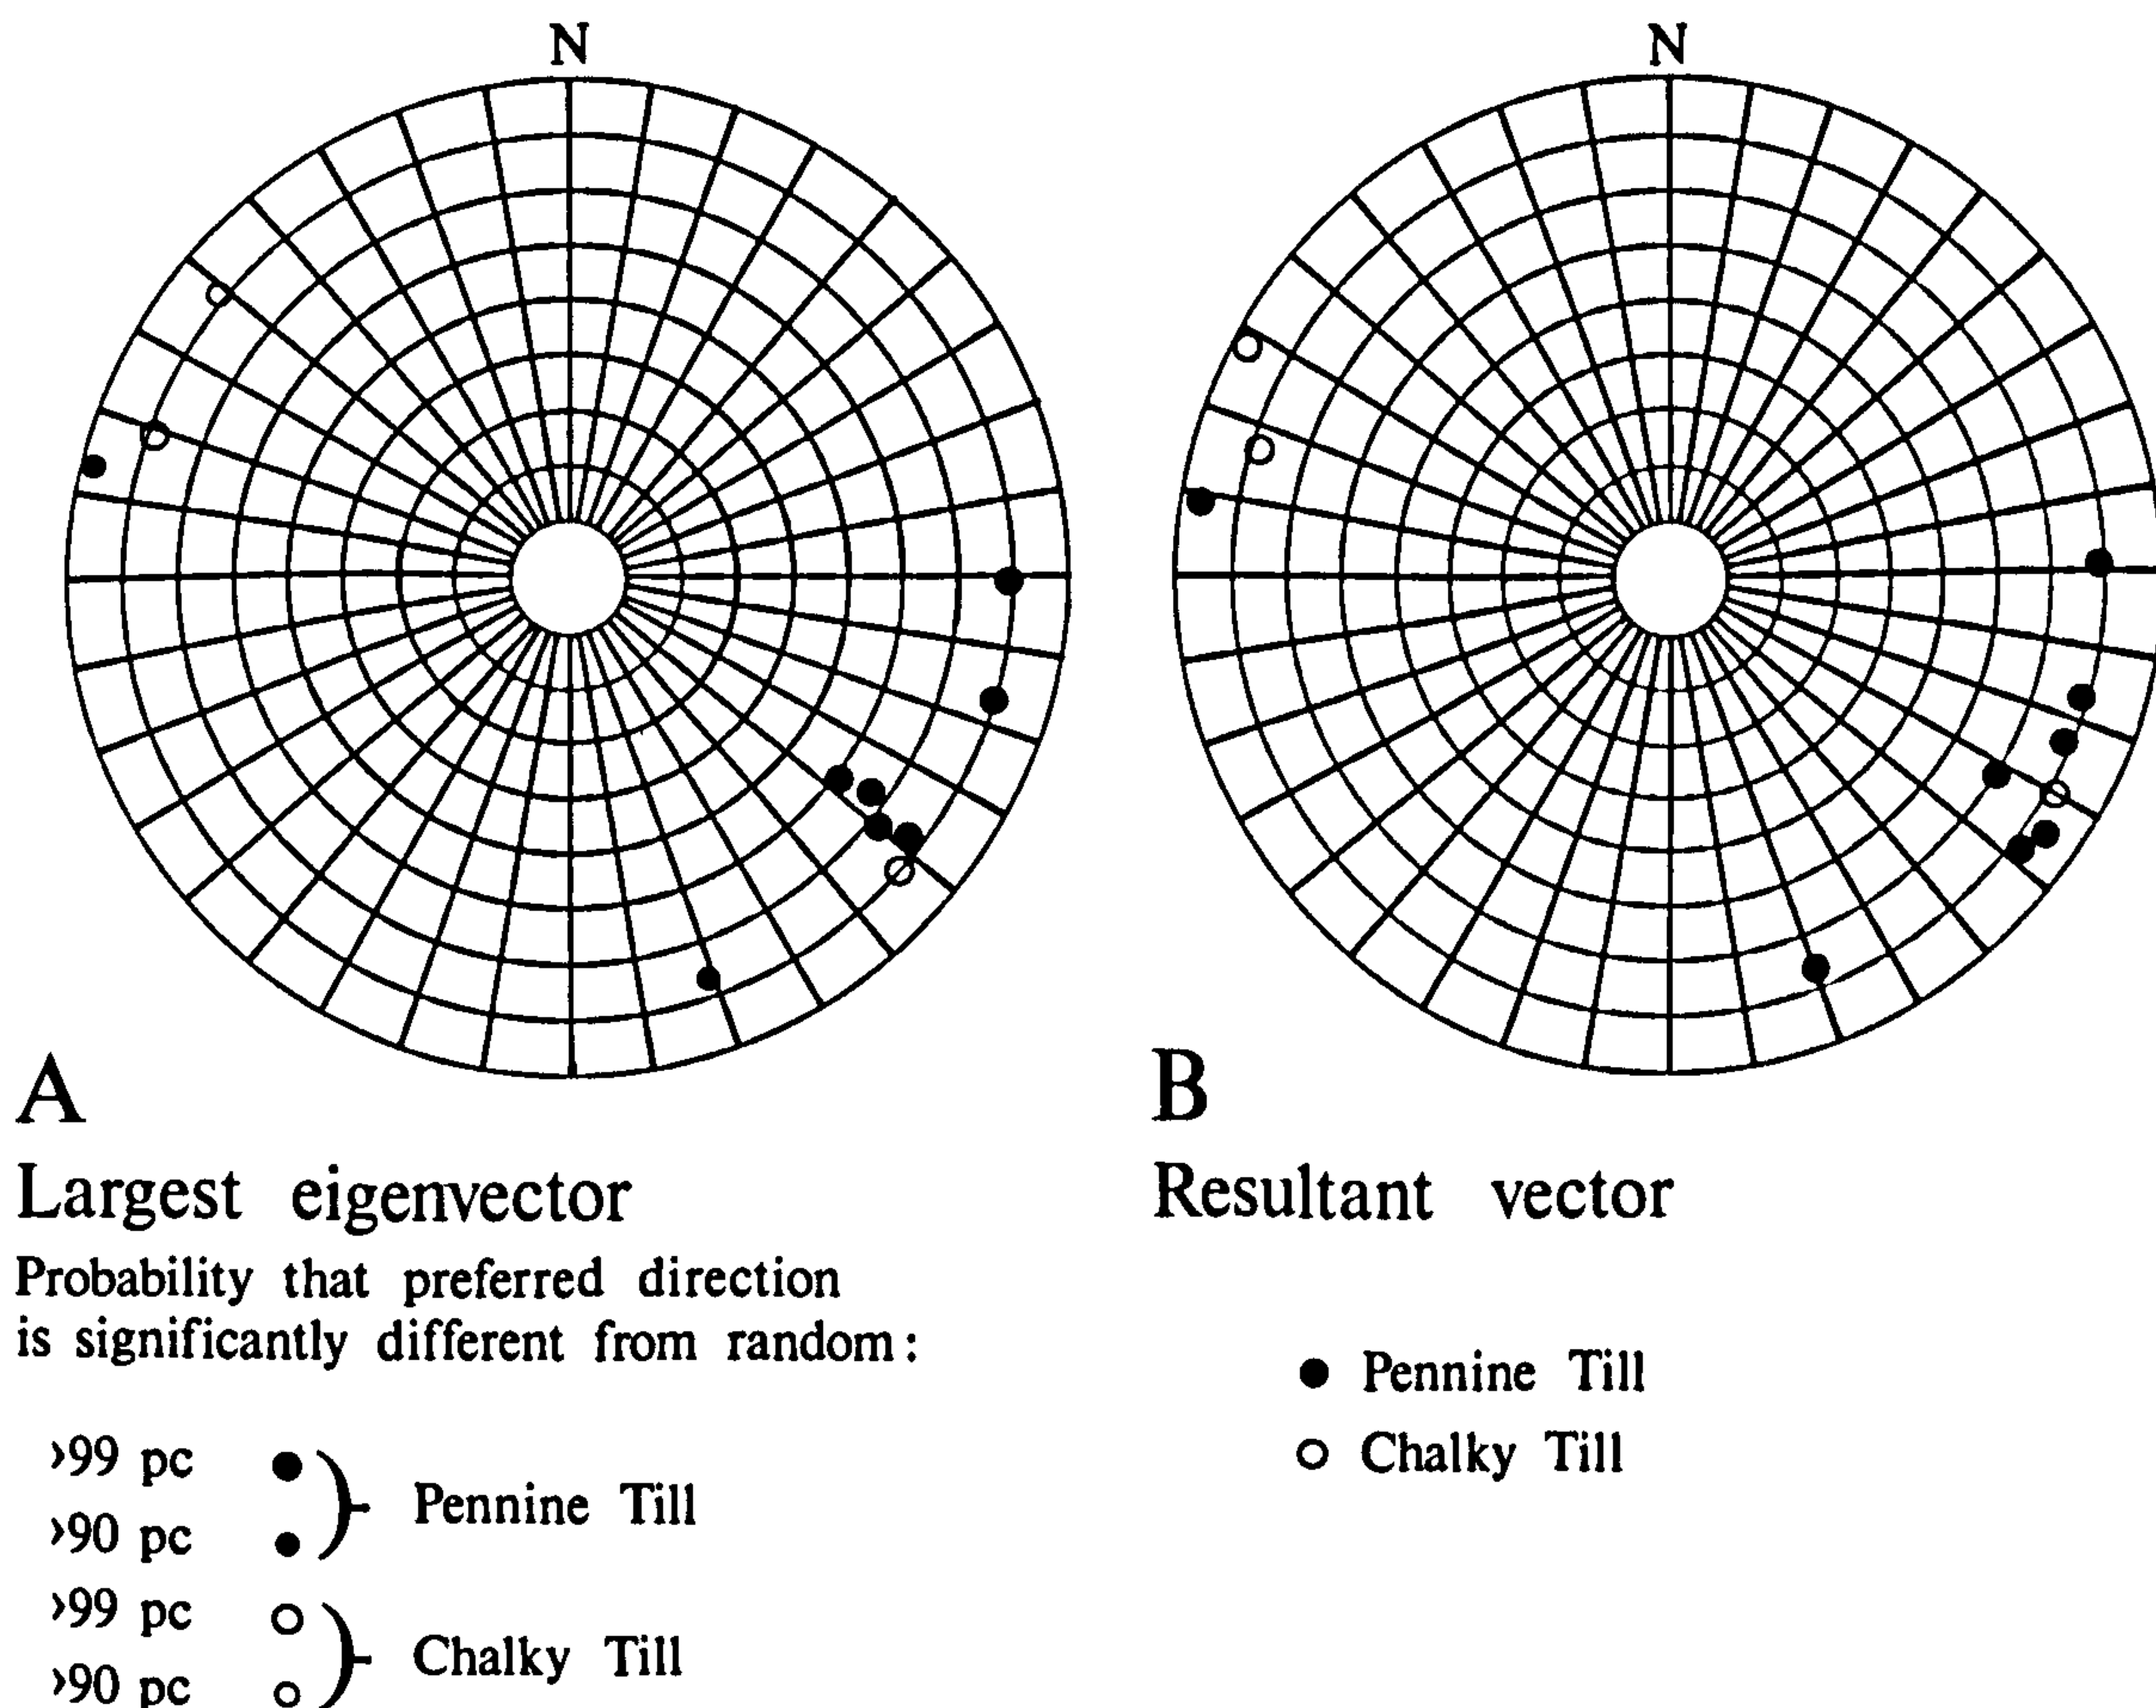 N
N
A
Largest eigenvector
Probability that preferred direction
is significantly different from random:
>99 pc
>90 pc
Pennine Till
>99 pc
>90 pc
Chalky Till
B
Resultant vector
Pennine Till
Chalky Till